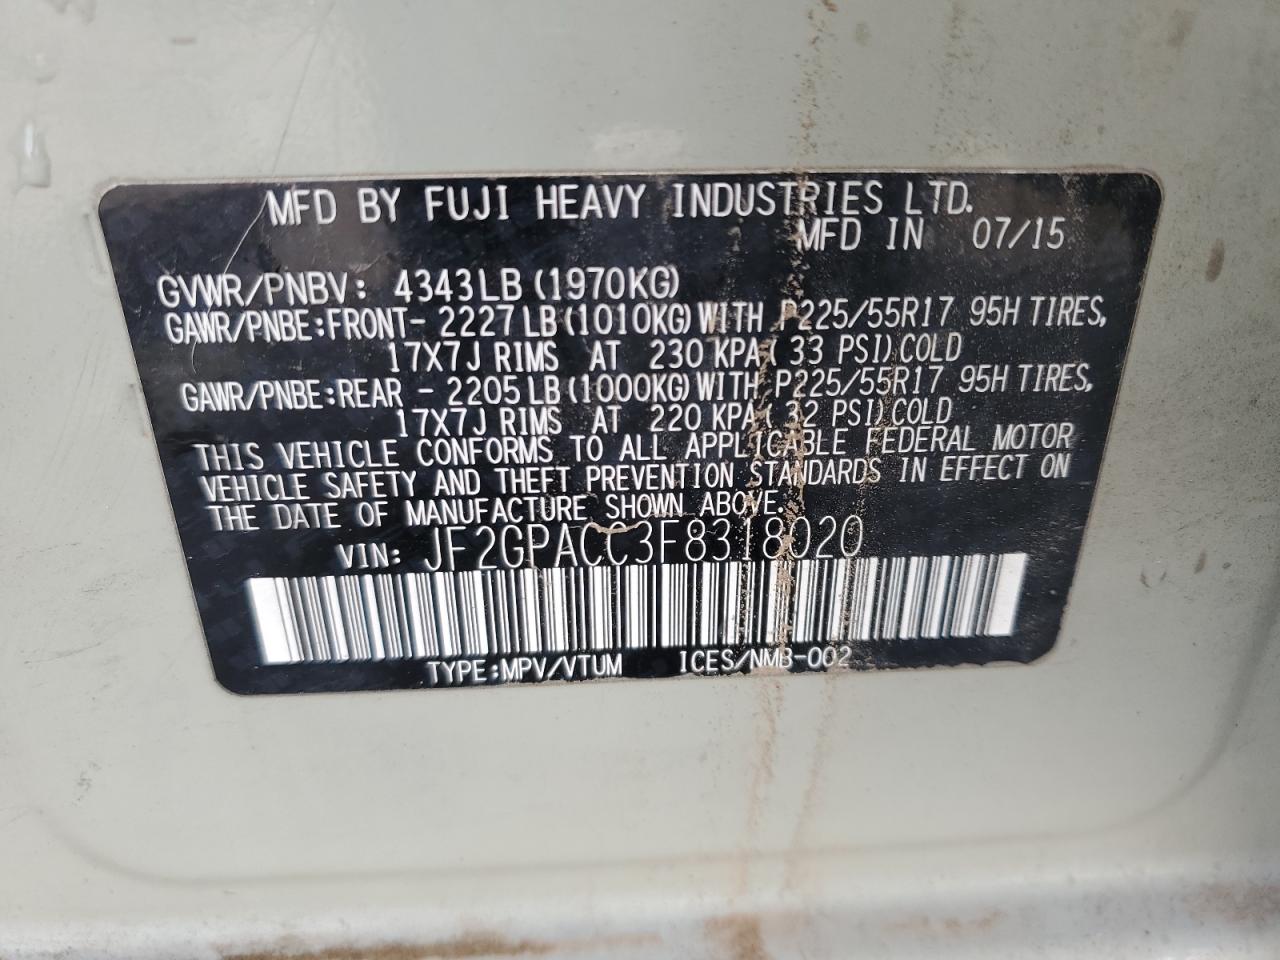 MFD BY FUJI HEAVY INDUSTRIES LTD.
MFD IN 07/15
GVWR/PNBV: 4343LB (1970KG)
GAWR/PNBE:FRONT- 2227LB(1010KG)WITH P225/55R17 95H TIRES,
17X7J RIMS AT 230 KPA( 33 PSI)COLD
GAWR/PNBE:REAR - 2205LB(1000KG)WITH P225/55R17 95H TIRES,
17X7J RIMS AT 220 KPA( 32 PSI)COLD
THIS VEHICLE CONFORMS TO ALL APPLICABLE FEDERAL MOTOR
VEHICLE SAFETY AND THEFT PREVENTION STANDARDS IN EFFECT ON
THE DATE OF MANUFACTURE SHOWN ABOVE.
VIN: JF2GPACC3F8318020
TYPE:MPV/VTUM ICES/NMB-002